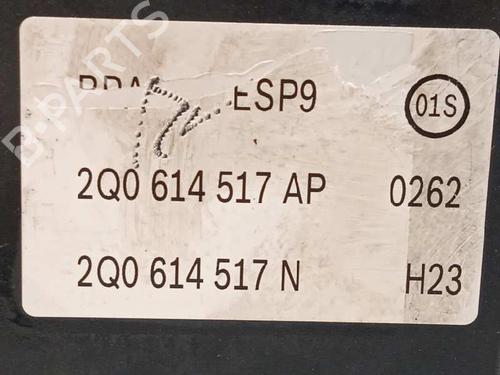 ESP9 01S
2Q0 614 517 AP 0262
2Q0 614 517 N H23
B-PARTS